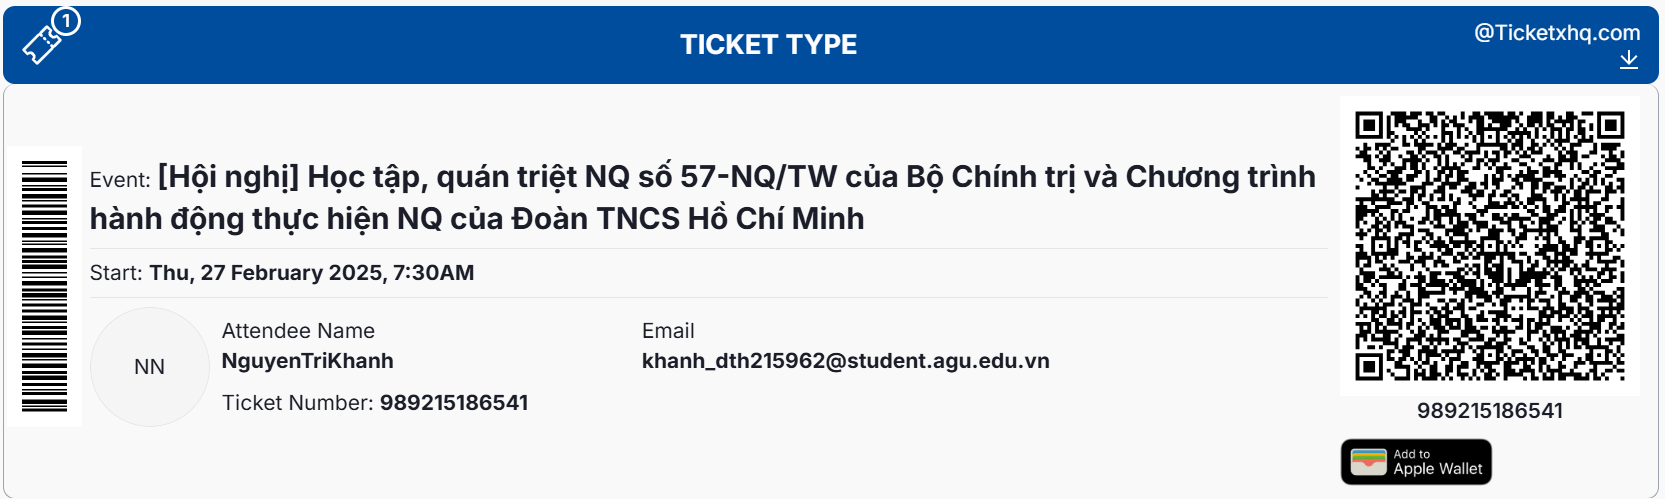 1
TICKET TYPE
@Ticketxhq.com
Event: [Hội nghị] Học tập, quán triệt NQ số 57-NQ/TW của Bộ Chính trị và Chương trình
hành động thực hiện NQ của Đoàn TNCS Hồ Chí Minh
Start: Thu, 27 February 2025, 7:30AM
NN
Attendee Name
NguyenTriKhanh
Email
khanh_dth215962@student.agu.edu.vn
Ticket Number: 989215186541
989215186541
Add to
Apple Wallet